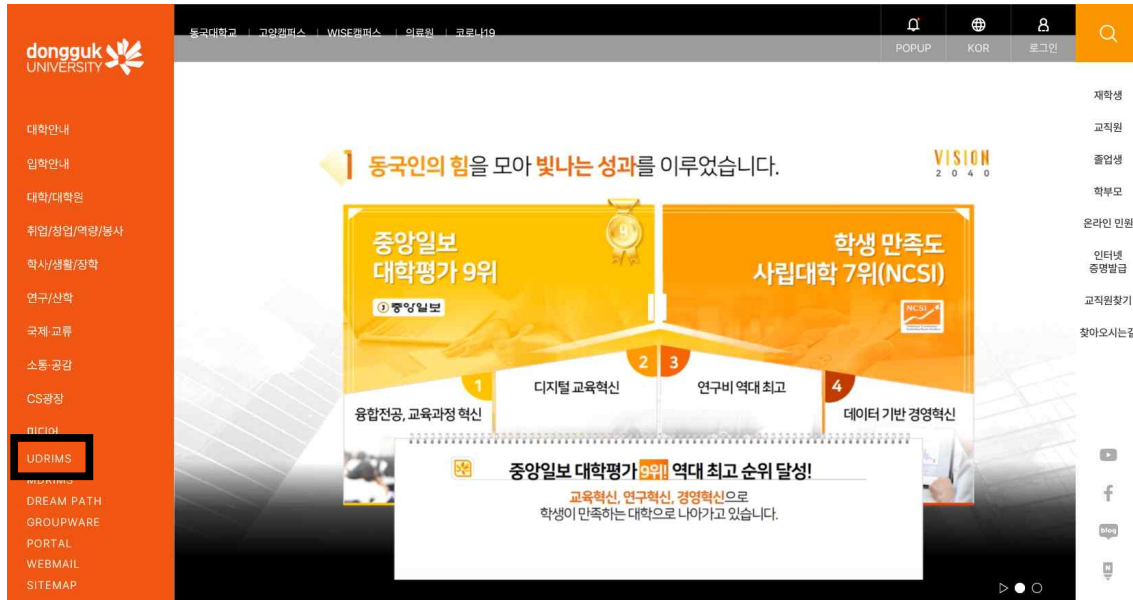 dongguk
UNIVERSITY
동국대학교 | 고양캠퍼스 | WISE캠퍼스 | 의료원 | 코로나19
POPUP
KOR
로그인
대학안내
입학안내
대학/대학원
취업/창업/역량/봉사
학사/생활/장학
연구/산학
국제·교류
소통·공감
CS광장
미디어
UDRIMS
MDRIMS
DREAM PATH
GROUPWARE
PORTAL
WEBMAIL
SITEMAP
동국인의 힘을 모아 빛나는 성과를 이루었습니다.
VISION
2040
중앙일보
대학평가 9위
중앙일보
9
학생 만족도
사립대학 7위(NCSI)
NCSI
1
융합전공, 교육과정 혁신
2
디지털 교육혁신
3
연구비 역대 최고
4
데이터 기반 경영혁신
중앙일보 대학평가 9위! 역대 최고 순위 달성!
교육혁신, 연구혁신, 경영혁신으로
학생이 만족하는 대학으로 나아가고 있습니다.
재학생
교직원
졸업생
학부모
온라인 민원
인터넷
증명발급
교직원찾기
찾아오시는길
blog
N